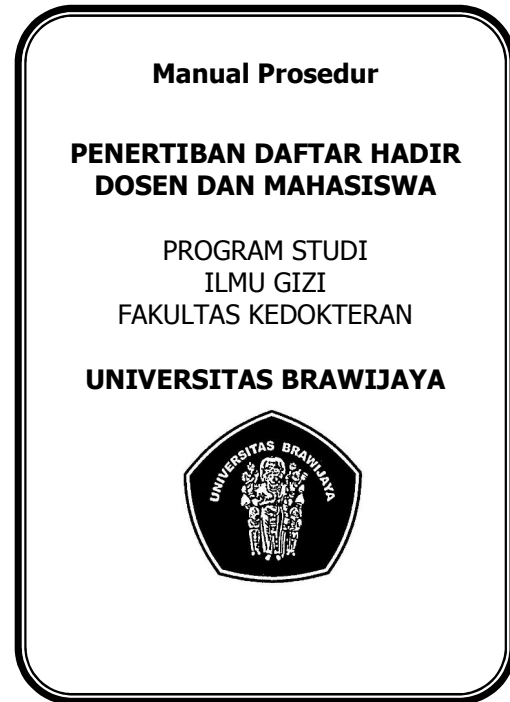 Manual Prosedur
PENERTIBAN DAFTAR HADIR
DOSEN DAN MAHASISWA
PROGRAM STUDI
ILMU GIZI
FAKULTAS KEDOKTERAN
UNIVERSITAS BRAWIJAYA
UNIVERSITAS BRAWIJAYA